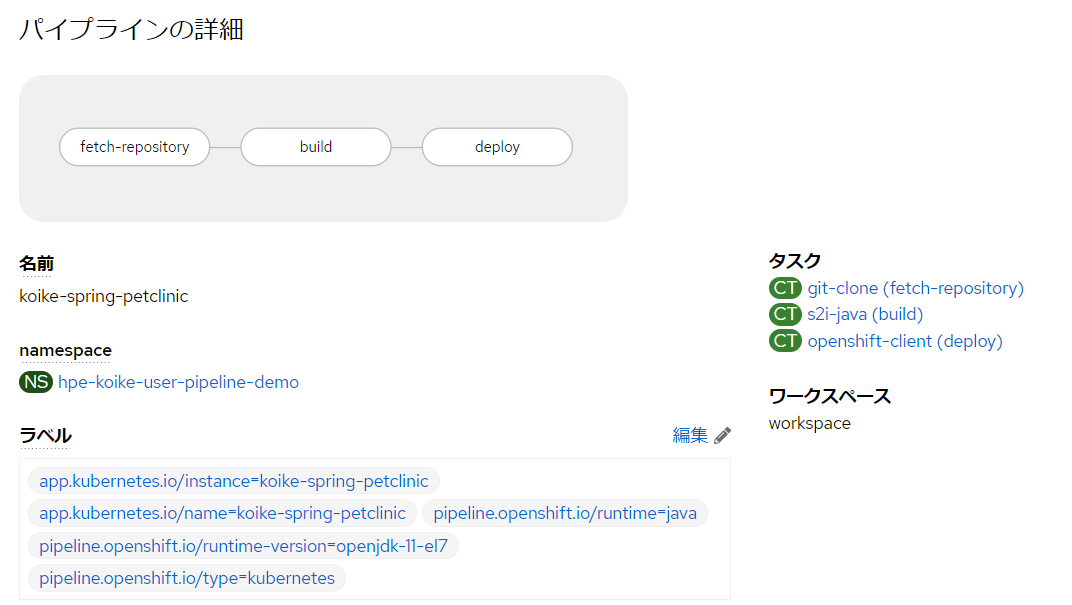 パイプラインの詳細
fetch-repository
build
deploy
名前
koike-spring-petclinic
namespace
NS hpe-koike-user-pipeline-demo
ラベル
編集
app.kubernetes.io/instance=koike-spring-petclinic
app.kubernetes.io/name=koike-spring-petclinic
pipeline.openshift.io/runtime=java
pipeline.openshift.io/runtime-version=openjdk-11-el7
pipeline.openshift.io/type=kubernetes
タスク
CT git-clone (fetch-repository)
CT s2i-java (build)
CT openshift-client (deploy)
ワークスペース
workspace